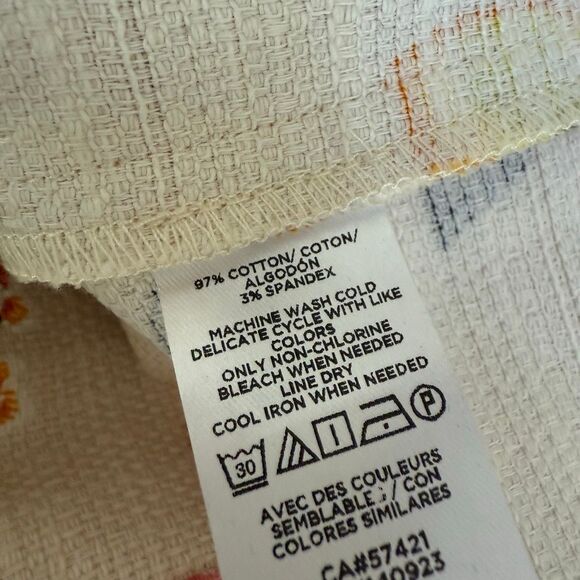 97% COTTON/ COTON/
ALGODÓN
3% SPANDEX
MACHINE WASH COLD
DELICATE CYCLE WITH LIKE
COLORS
ONLY NON-CHLORINE
BLEACH WHEN NEEDED
LINE DRY
COOL IRON WHEN NEEDED
30 P
AVEC DES COULEURS
SEMBLABLES / CON
COLORES SIMILARES
CA#57421